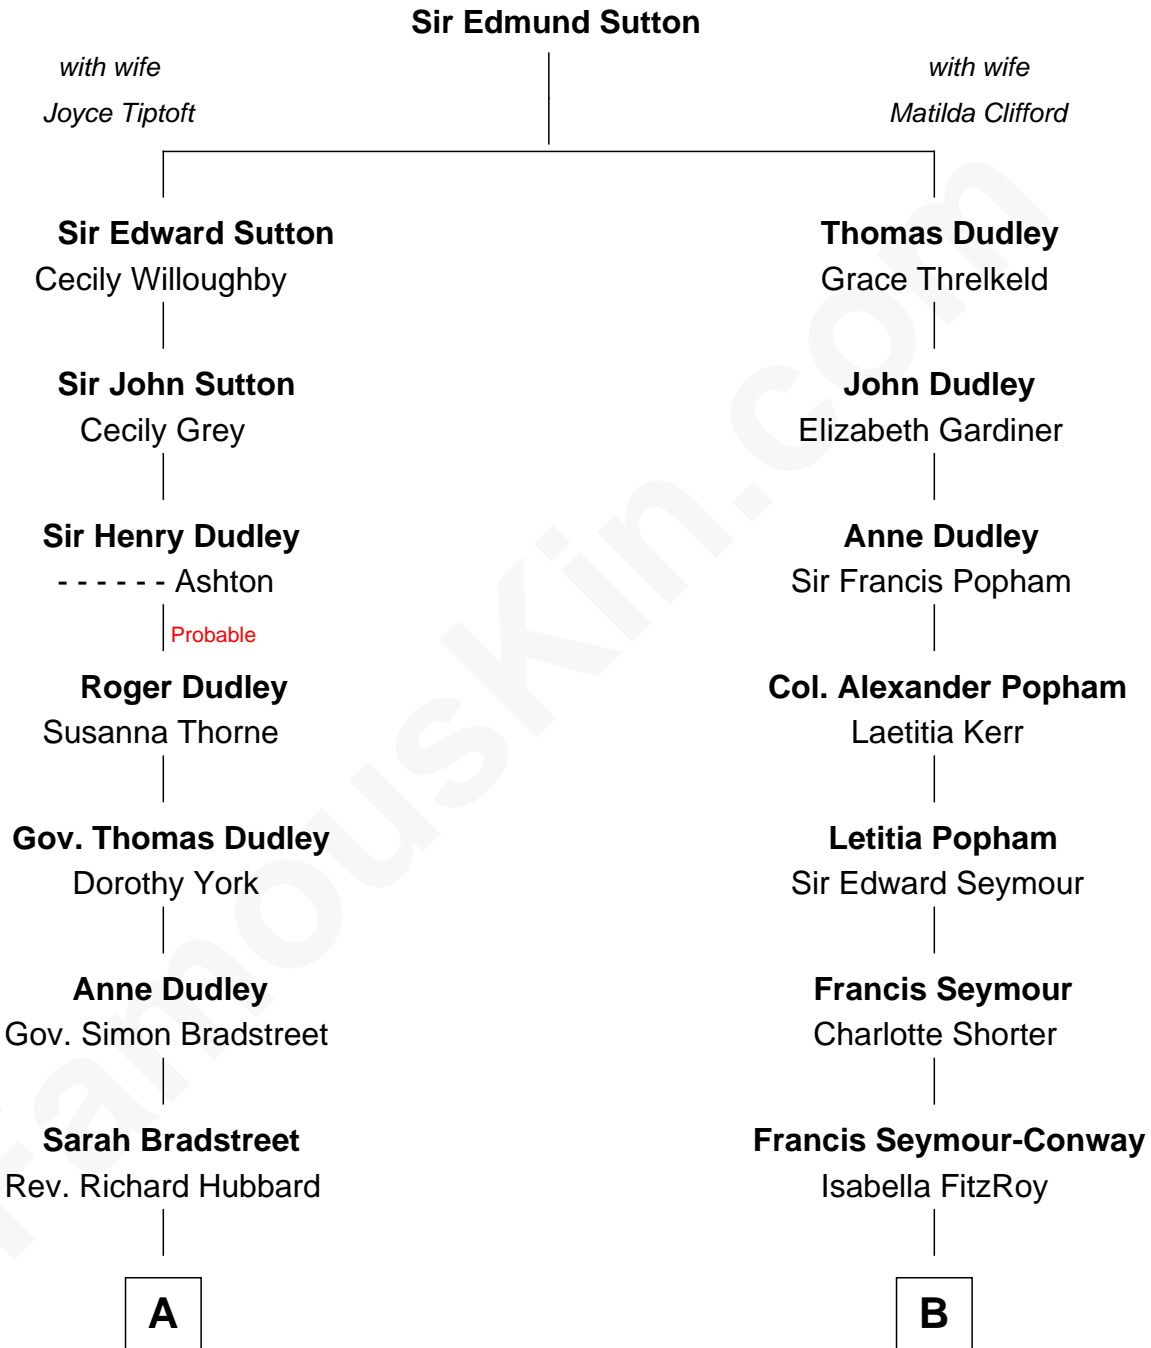 Sir Edmund Sutton
with wife
Joyce Tiptoft
with wife
Matilda Clifford
Sir Edward Sutton
Cecily Willoughby
Thomas Dudley
Grace Threlkeld
Sir John Sutton
Cecily Grey
John Dudley
Elizabeth Gardiner
Sir Henry Dudley
- - - - - - Ashton
Probable
Anne Dudley
Sir Francis Popham
Roger Dudley
Susanna Thorne
Col. Alexander Popham
Laetitia Kerr
Gov. Thomas Dudley
Dorothy York
Letitia Popham
Sir Edward Seymour
Anne Dudley
Gov. Simon Bradstreet
Francis Seymour
Charlotte Shorter
Sarah Bradstreet
Rev. Richard Hubbard
Francis Seymour-Conway
Isabella FitzRoy
A
B
FamousKin.com